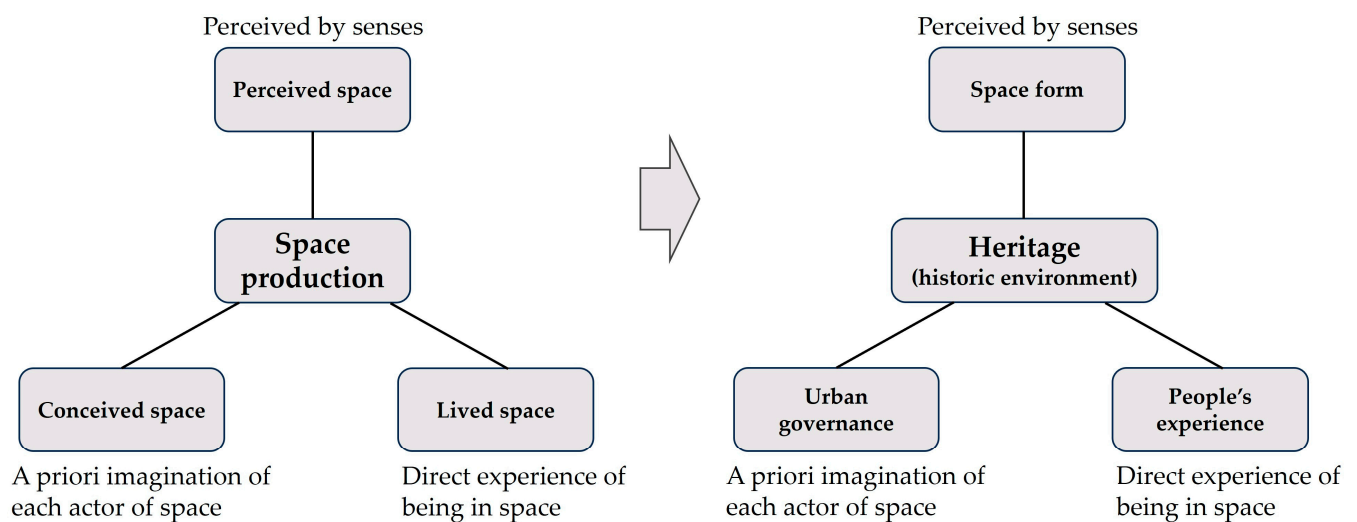 Perceived by senses
Perceived space
Space
production
Conceived space
Lived space
A priori imagination of
each actor of space
Direct experience of
being in space
Perceived by senses
Space form
Heritage
(historic environment)
Urban
governance
People’s
experience
A priori imagination of
each actor of space
Direct experience of
being in space